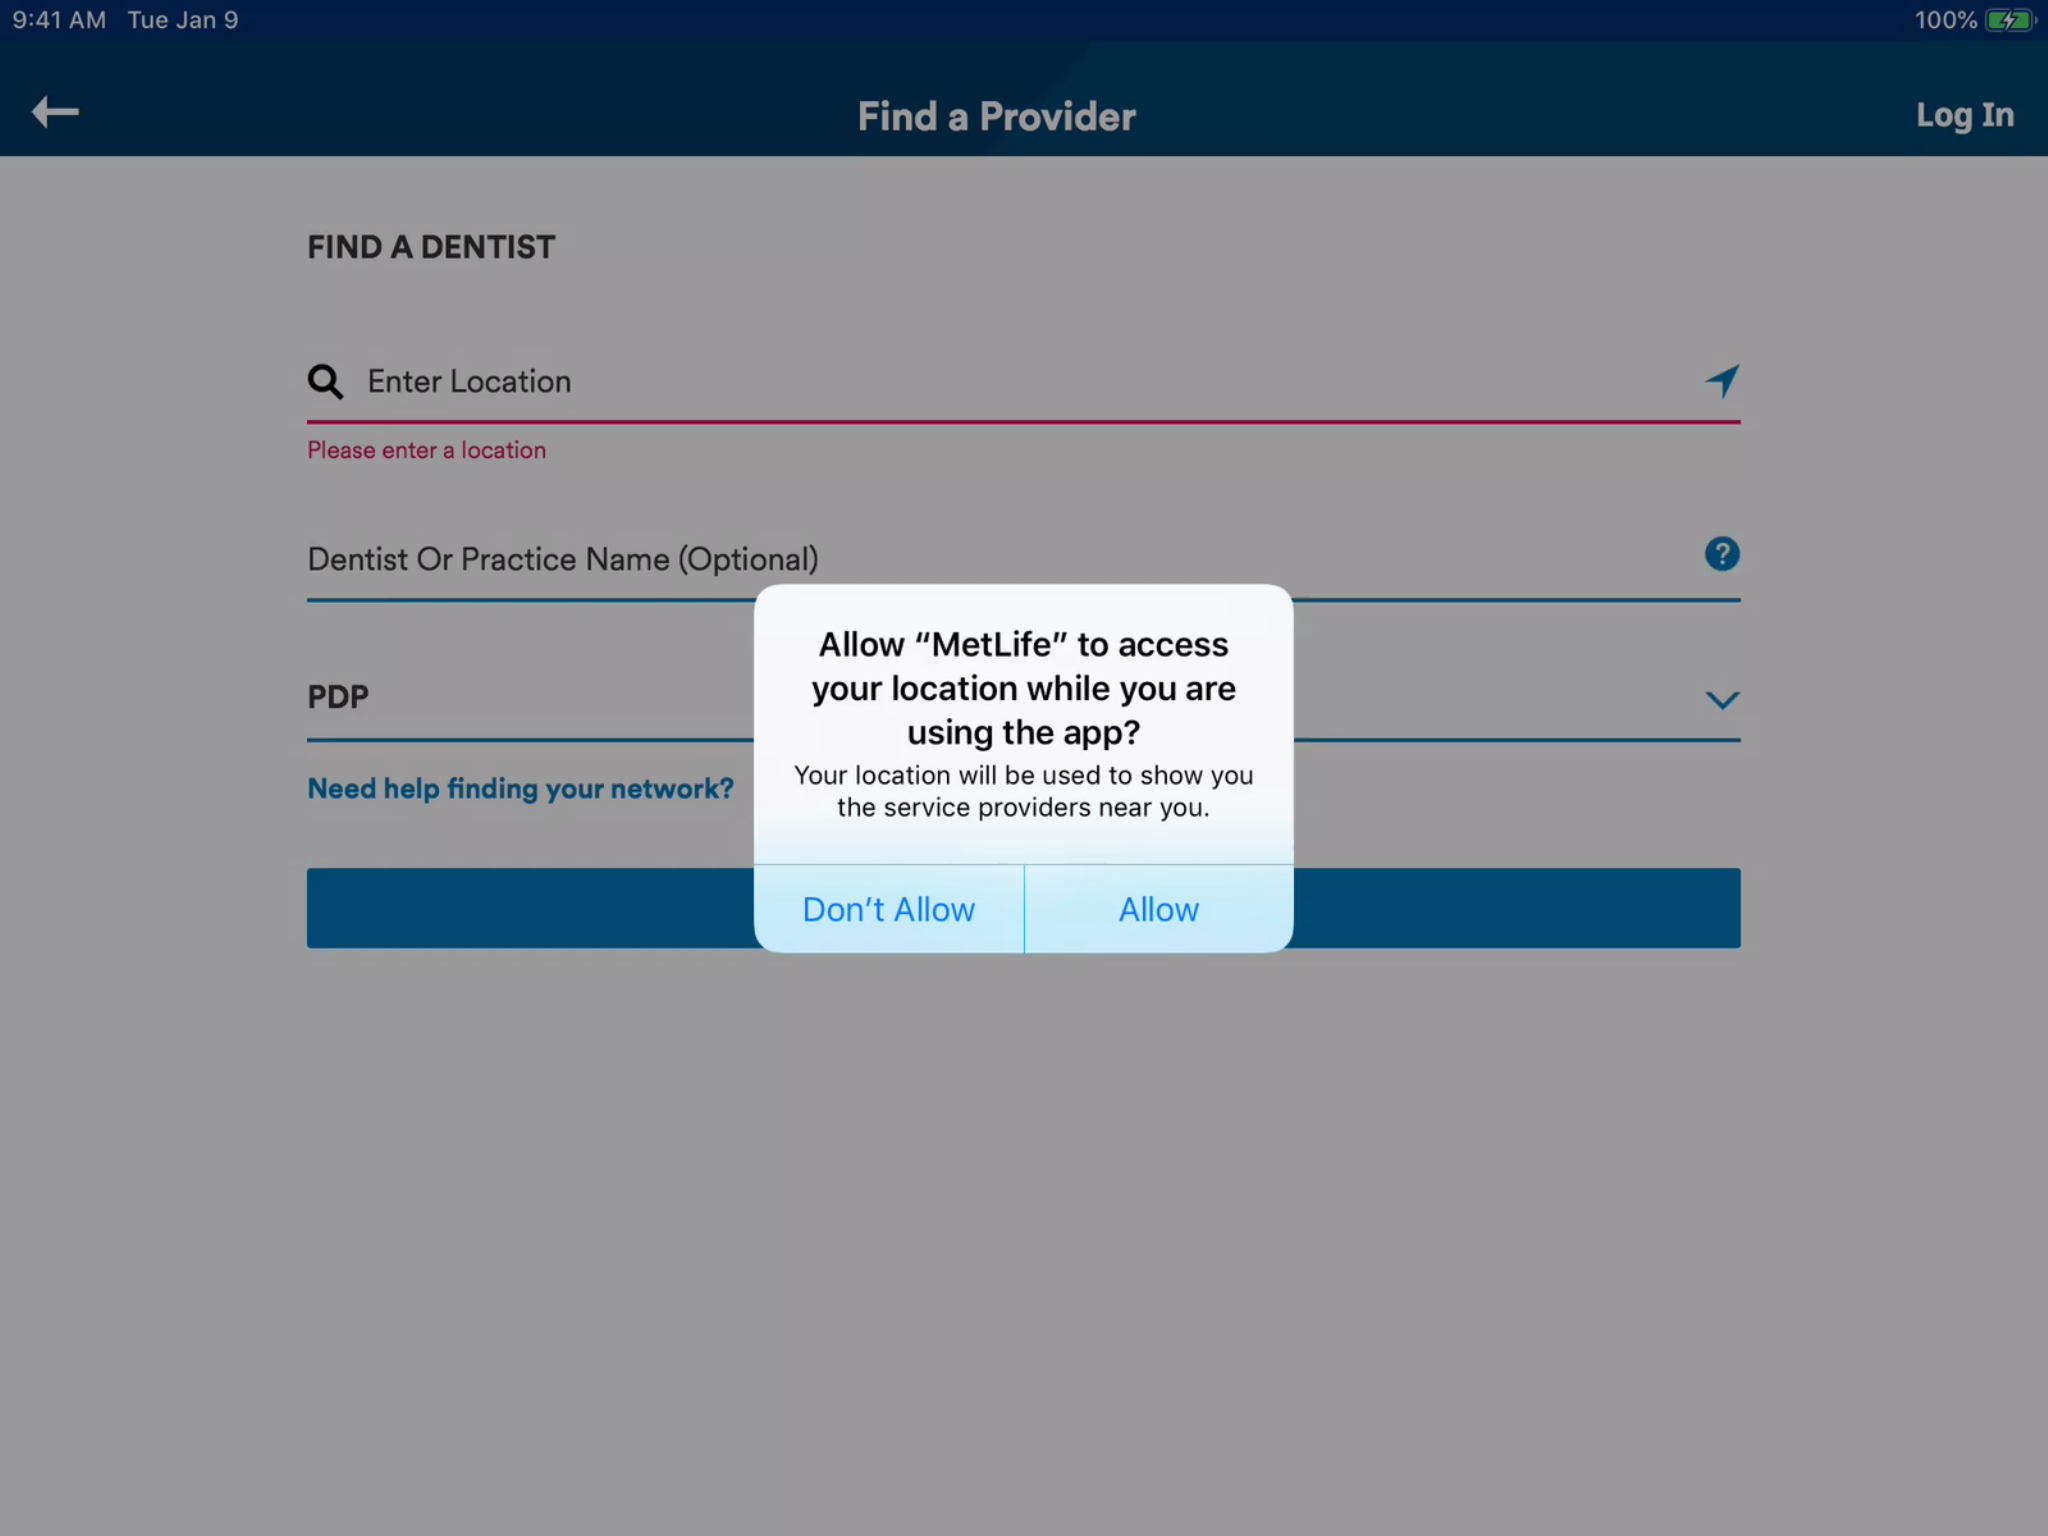 9:41 AM Tue Jan 9
100%
Find a Provider
Log In
FIND A DENTIST
Enter Location
Please enter a location
Dentist Or Practice Name (Optional)
?
PDP
Need help finding your network?
Allow “MetLife” to access
your location while you are
using the app?
Your location will be used to show you
the service providers near you.
Don’t Allow
Allow